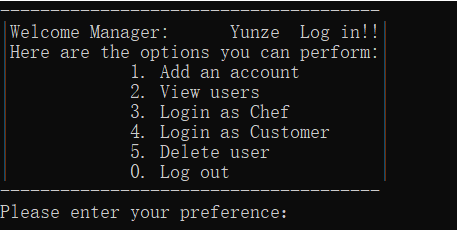 --------------------------------------
|Welcome Manager:      Yunze  Log in!!|
|Here are the options you can perform:|
1. Add an account
2. View users
3. Login as Chef
4. Login as Customer
5. Delete user
0. Log out
--------------------------------------
Please enter your preference: